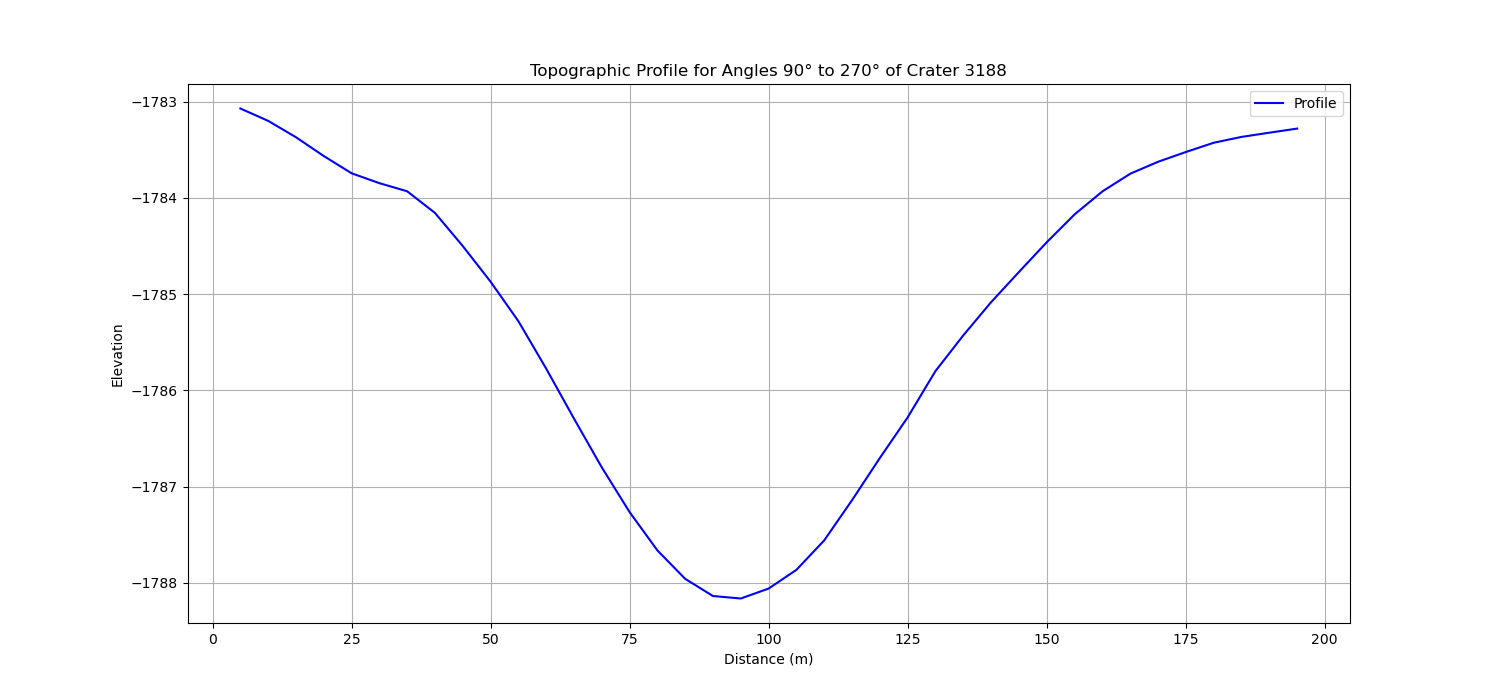 Topographic Profile for Angles 90° to 270° of Crater 3188
Profile
Elevation
−1783
−1784
−1785
−1786
−1787
−1788
0 25 50 75 100 125 150 175 200
Distance (m)